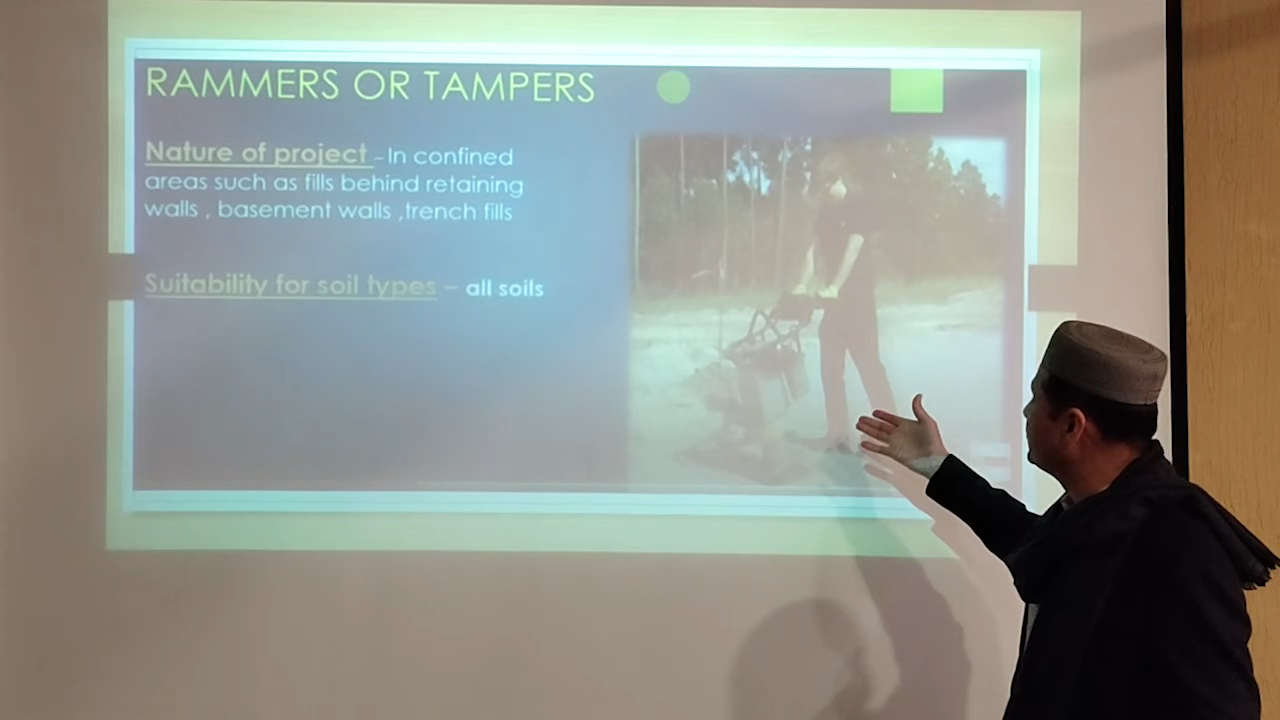 RAMMERS OR TAMPERS
Nature of project – In confined
areas such as fills behind retaining
walls , basement walls ,trench fills
Suitability for soil types – all soils